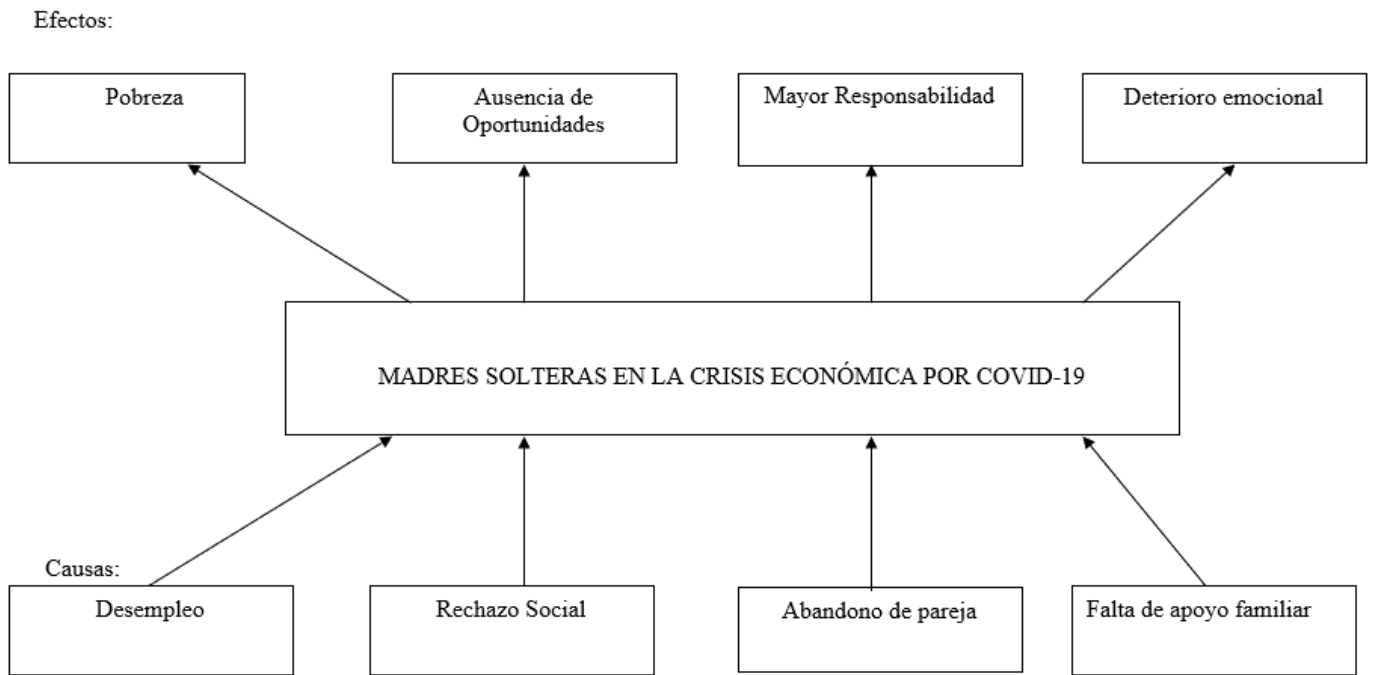 Efectos:
Pobreza
Ausencia de
Oportunidades
Mayor Responsabilidad
Deterioro emocional
MADRES SOLTERAS EN LA CRISIS ECONÓMICA POR COVID-19
Causas:
Desempleo
Rechazo Social
Abandono de pareja
Falta de apoyo familiar